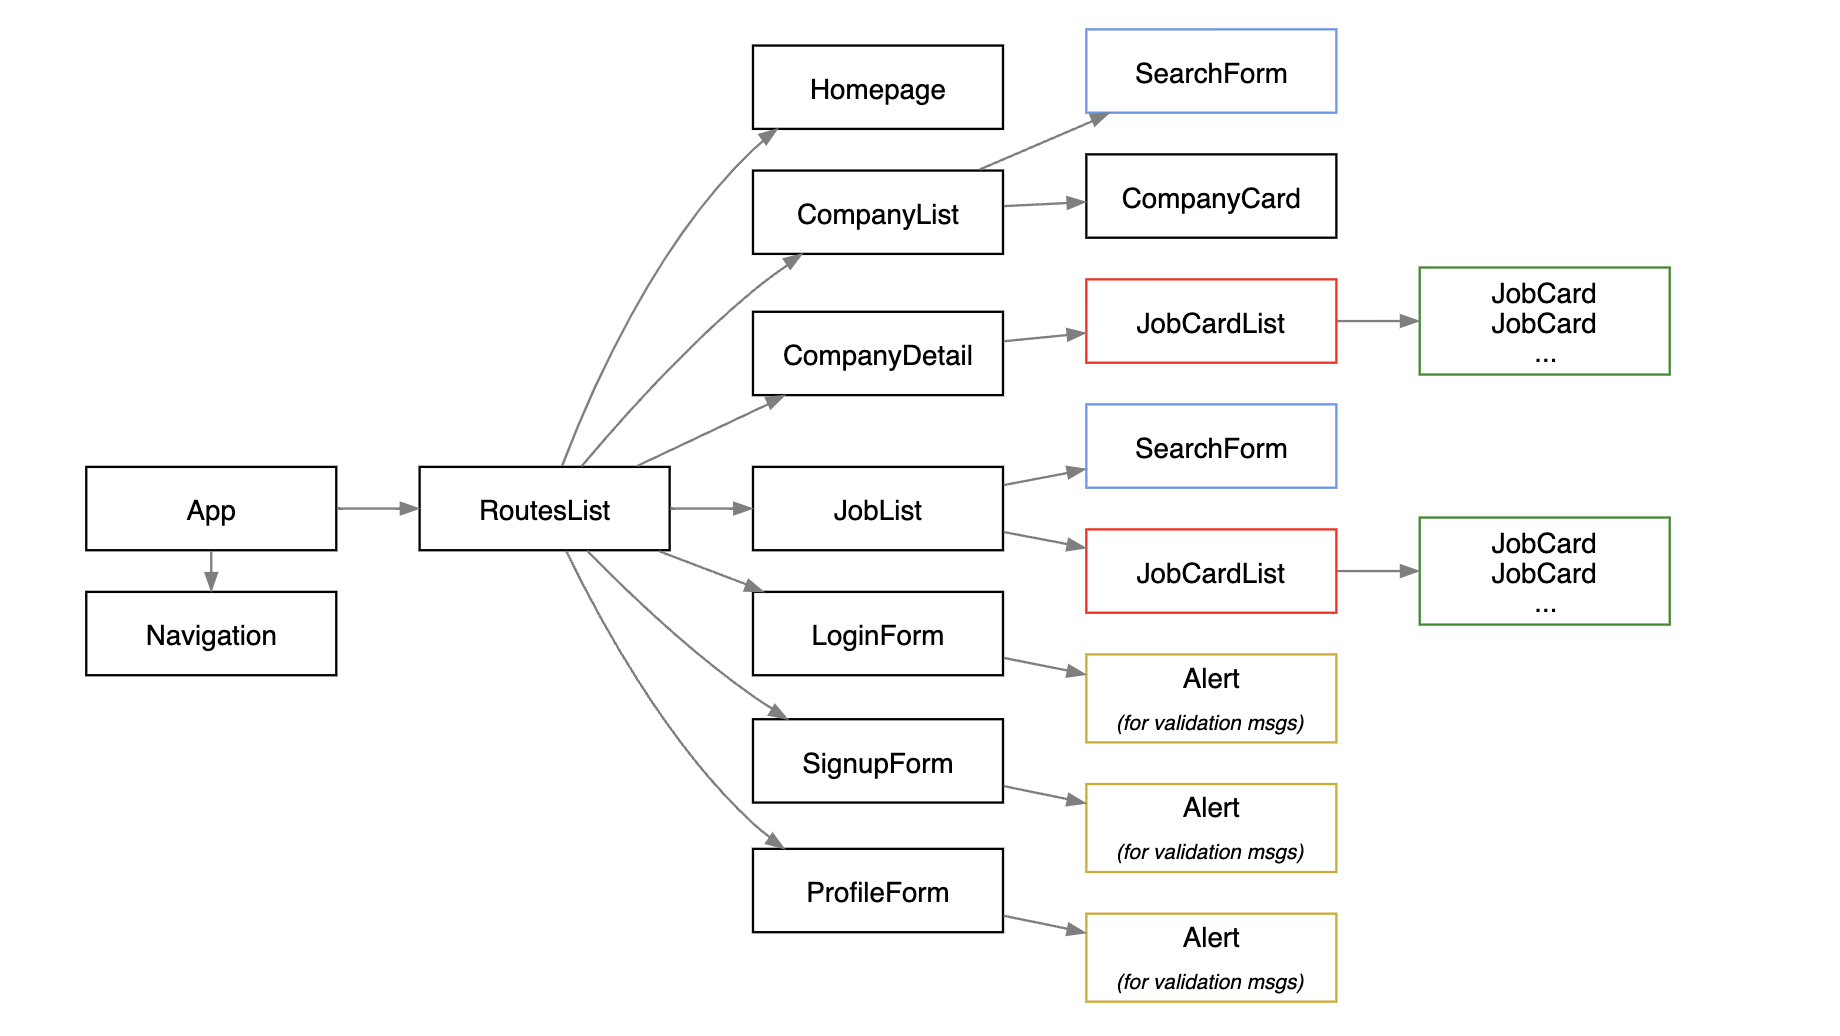 Homepage
SearchForm
CompanyList
CompanyCard
CompanyDetail
JobCardList
JobCard
JobCard
...
App
RoutesList
JobList
SearchForm
JobCardList
JobCard
JobCard
...
Navigation
LoginForm
Alert
(for validation msgs)
SignupForm
Alert
(for validation msgs)
ProfileForm
Alert
(for validation msgs)